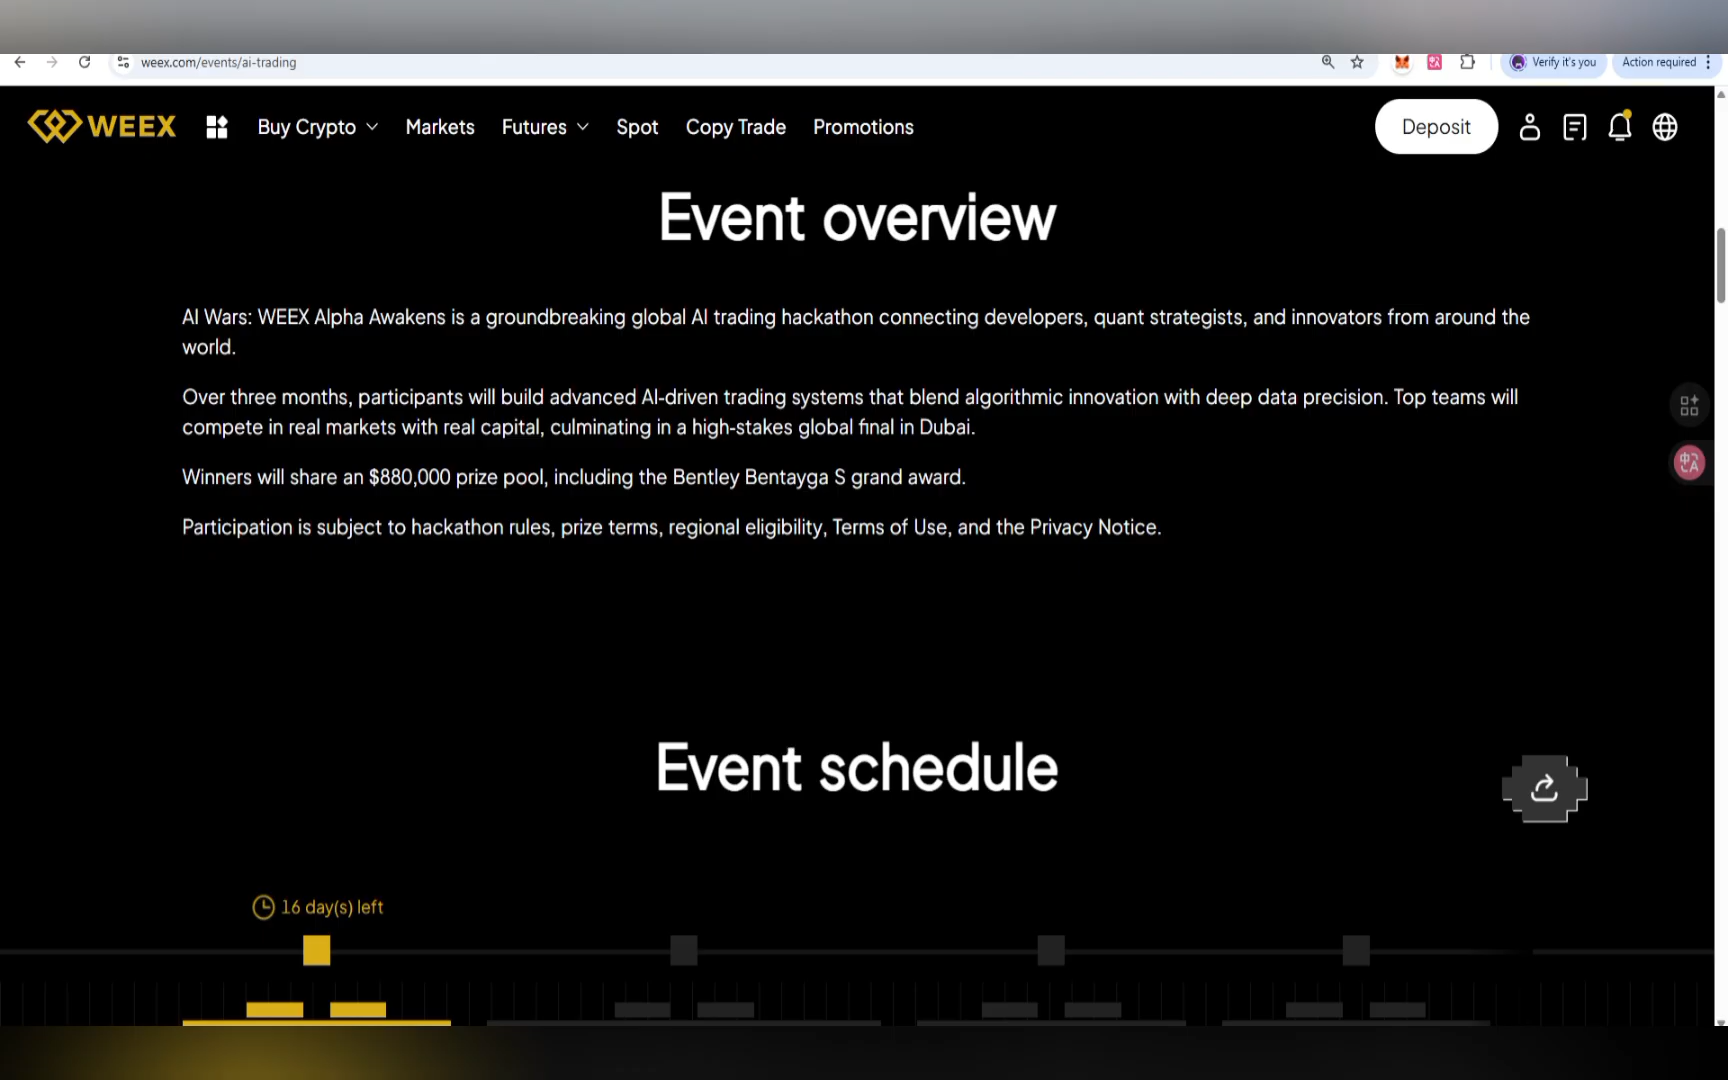 weex.com/events/ai-trading
Verify it's you
Action required
WEEX
Buy Crypto
Markets
Futures
Spot
Copy Trade
Promotions
Deposit
Event overview
AI Wars: WEEX Alpha Awakens is a groundbreaking global AI trading hackathon connecting developers, quant strategists, and innovators from around the
world.
Over three months, participants will build advanced AI-driven trading systems that blend algorithmic innovation with deep data precision. Top teams will
compete in real markets with real capital, culminating in a high-stakes global final in Dubai.
Winners will share an $880,000 prize pool, including the Bentley Bentayga S grand award.
Participation is subject to hackathon rules, prize terms, regional eligibility, Terms of Use, and the Privacy Notice.
Event schedule
16 day(s) left